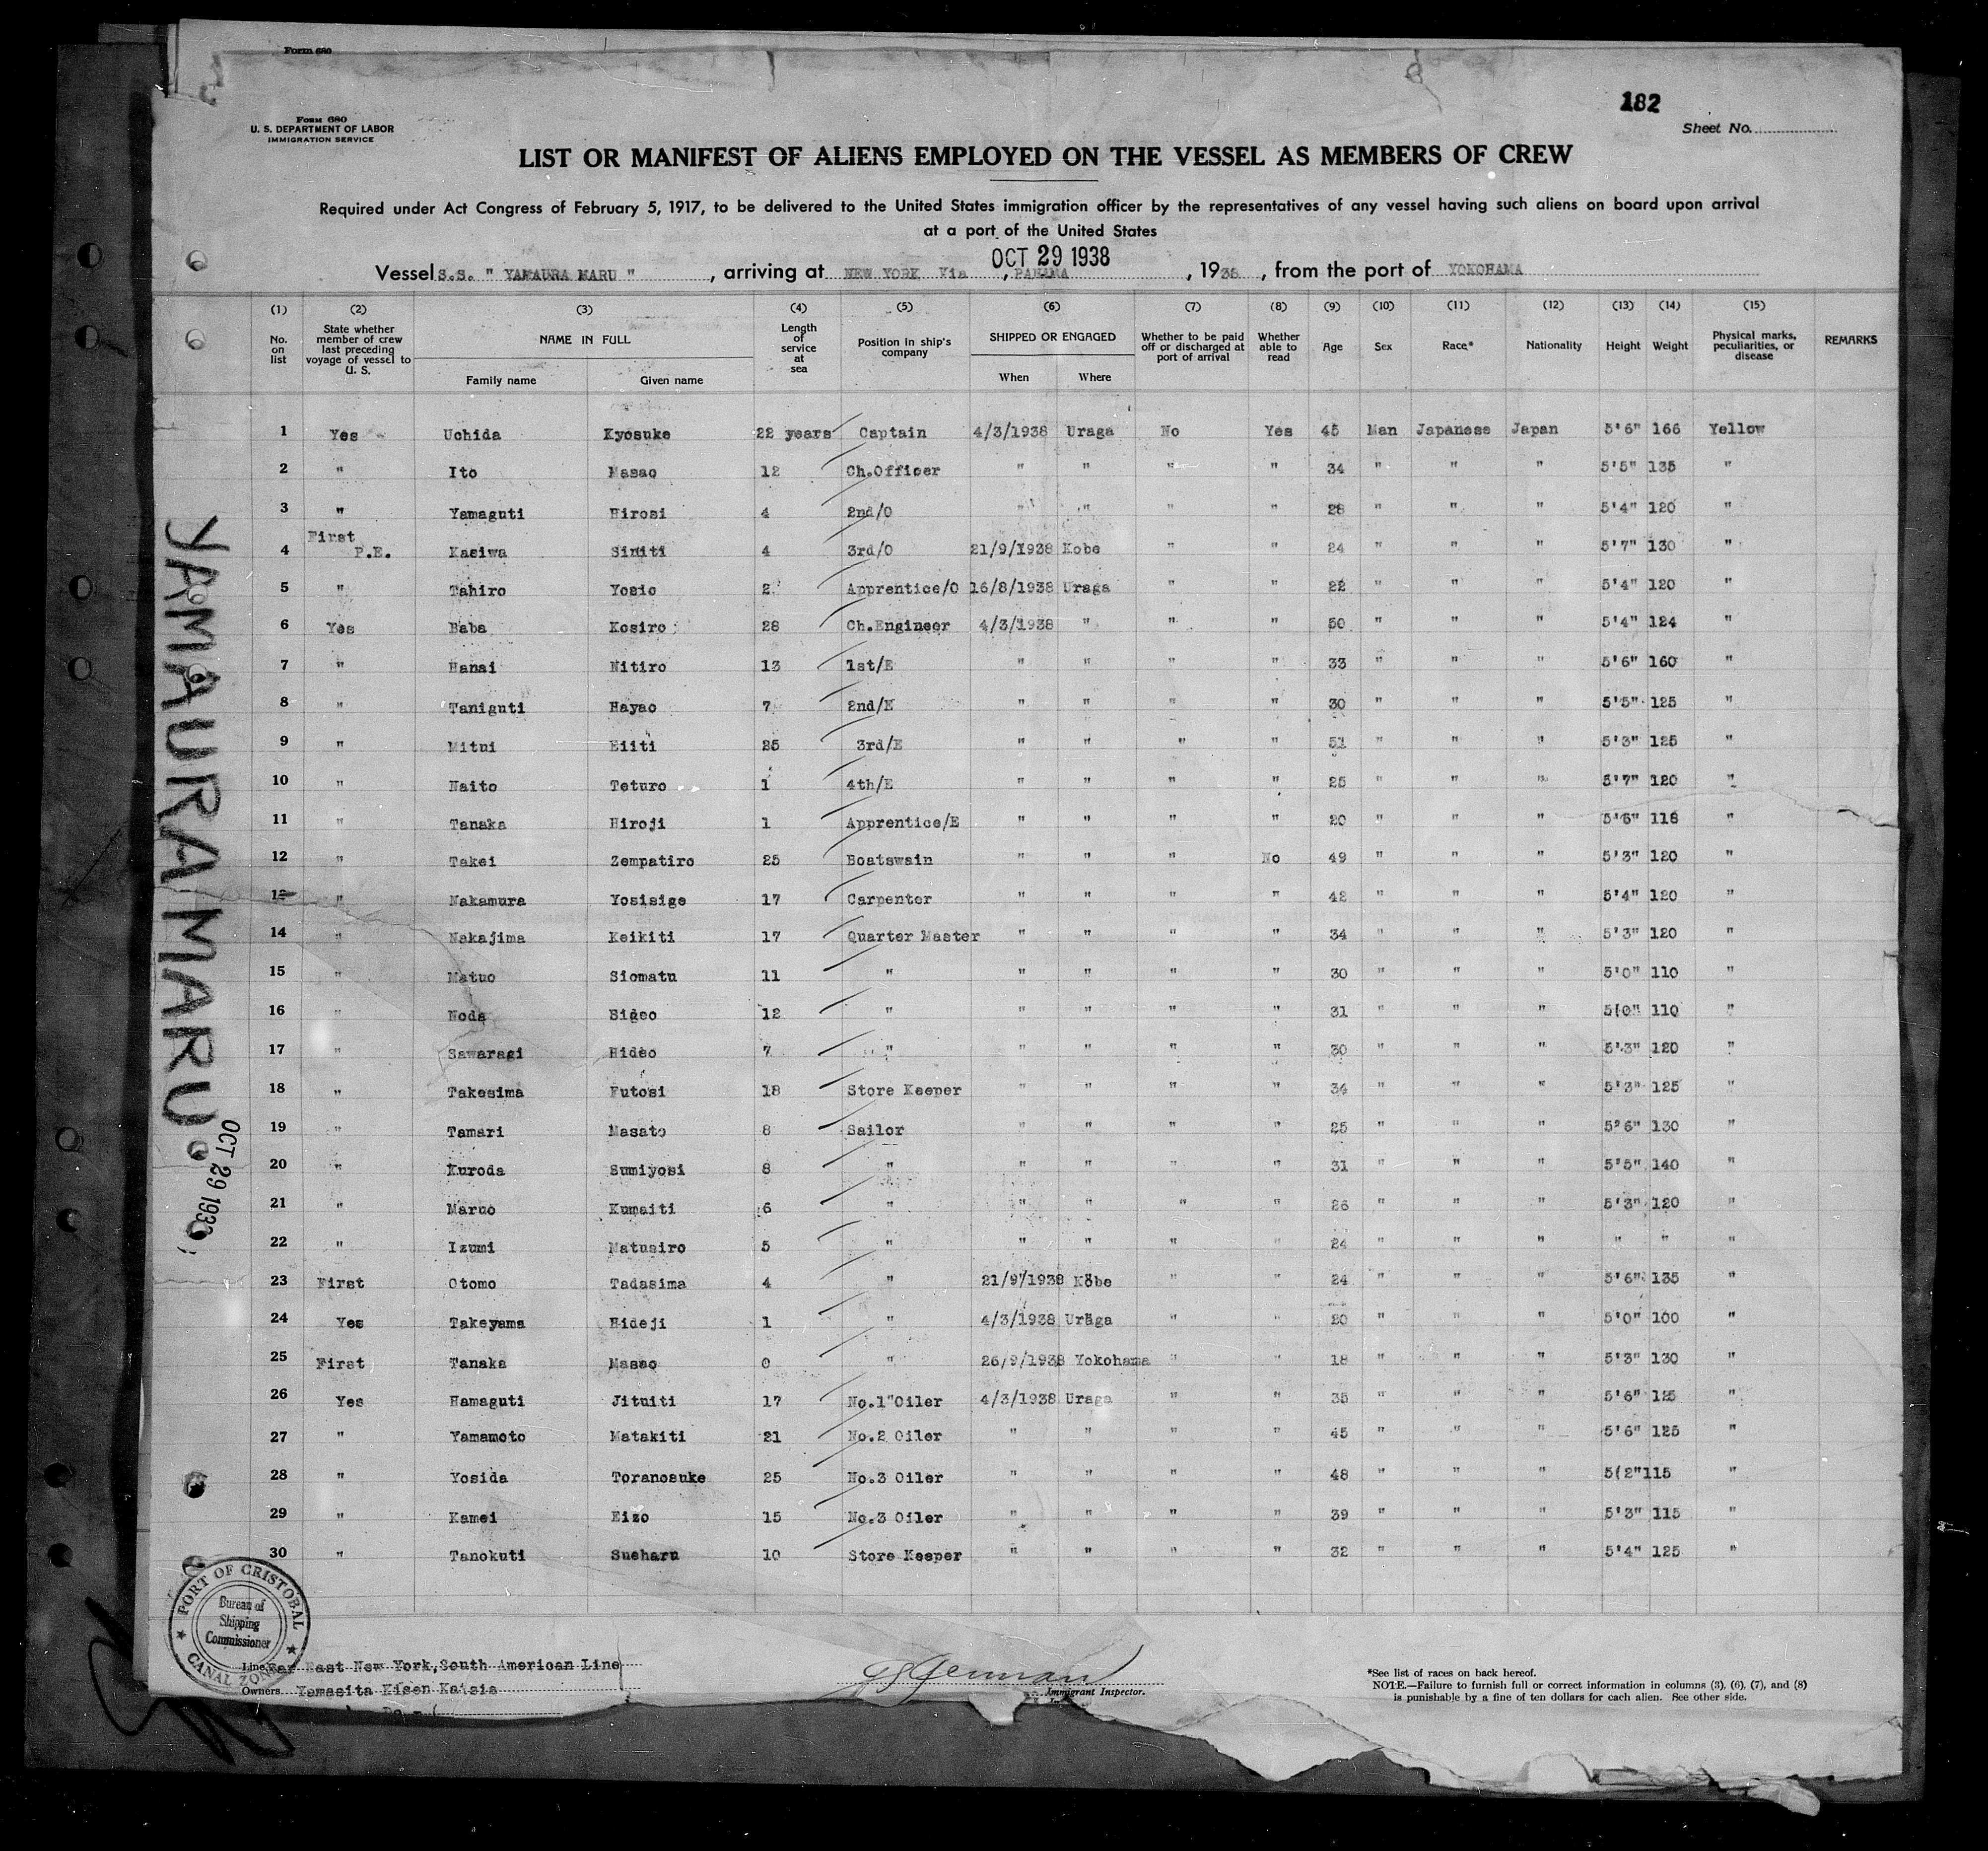 Form 680
182
Form 680
U. S. DEPARTMENT OF LABOR
IMMIGRATION SERVICE
Sheet No.
LIST OR MANIFEST OF ALIENS EMPLOYED ON THE VESSEL AS MEMBERS OF CREW
Required under Act Congress of February 5, 1917, to be delivered to the United States immigration officer by the representatives of any vessel having such aliens on board upon arrival
at a port of the United States
OCT 29 1938
Vessel S.S. " YAMAURA MARU ", arriving at NEW YORK Via, PANAMA, 1938, from the port of YOKOHAMA
(1) (2) (3) (4) (5) (6) (7) (8) (9) (10) (11) (12) (13) (14) (15)
No. on list State whether member of crew last preceding voyage of vessel to U. S. NAME IN FULL Length of service at sea Position in ship's company SHIPPED OR ENGAGED Whether to be paid off or discharged at port of arrival Whether able to read Age Sex Race* Nationality Height Weight Physical marks, peculiarities, or disease REMARKS
Family name Given name When Where
1 Yes Uchida Kyosuke 22 years Captain 4/3/1938 Uraga No Yes 45 Man Japanese Japan 5'6" 166 Yellow
2 " Ito Masao 12 Ch.Officer " " " " 34 " " " 5'5" 135 "
3 " Yamaguti Hirosi 4 2nd/O " " " " 28 " " " 5'4" 120 "
4 First P.E. Kasiwa Siniti 4 3rd/O 21/9/1938 Kobe " " 24 " " " 5'7" 130 "
5 " Tahiro Yosio 2 Apprentice/O 16/8/1938 Uraga " " 22 " " " 5'4" 120 "
6 Yes Baba Kosiro 28 Ch.Engineer 4/3/1938 " " " 50 " " " 5'4" 124 "
7 " Hanai Nitiro 13 1st/E " " " " 33 " " " 5'6" 160 "
8 " Taniguti Hayao 7 2nd/E " " " " 30 " " " 5'5" 125 "
9 " Mitui Eiiti 25 3rd/E " " " " 51 " " " 5'3" 125 "
10 " Naito Teturo 1 4th/E " " " " 25 " " " 5'7" 120 "
11 " Tanaka Hiroji 1 Apprentice/E " " " " 20 " " " 5'6" 118 "
12 " Takei Zempatiro 25 Boatswain " " " No 49 " " " 5'3" 120 "
13 " Nakamura Yosisige 17 Carpenter " " " " 42 " " " 5'4" 120 "
14 " Nakajima Keikiti 17 Quarter Master " " " " 34 " " " 5'3" 120 "
15 " Matuo Siomatu 11 " " " " " 30 " " " 5'0" 110 "
16 " Noda Sigeo 12 " " " " " 31 " " " 5(0" 110 "
17 " Sawaragi Hideo 7 " " " " " 30 " " " 5'3" 120 "
18 " Takesima Futosi 18 Store Keeper " " " " 34 " " " 5'3" 125 "
19 " Tamari Masato 8 Sailor " " " " 25 " " " 5"6" 130 "
20 " Kuroda Sumiyosi 8 " " " " " 31 " " " 5'5" 140 "
21 " Maruo Kumaiti 6 " " " " " 26 " " " 5'3" 120 "
22 " Izumi Matusiro 5 " " " " " 24 " " " " " "
23 First Otomo Tadasima 4 " 21/9/1938 Kobe " " 24 " " " 5'6" 135 "
24 Yes Takeyama Hideji 1 " 4/3/1938 Uraga " " 20 " " " 5'0" 100 "
25 First Tanaka Masao 0 " 26/9/1938 Yokohama " " 18 " " " 5'3" 130 "
26 Yes Hamaguti Jituiti 17 No.1"Oiler 4/3/1938 Uraga " " 35 " " " 5'6" 125 "
27 " Yamamoto Matakiti 21 No.2 Oiler " " " " 45 " " " 5'6" 125 "
28 " Yosida Toranosuke 25 No.3 Oiler " " " " 48 " " " 5(2" 115 "
29 " Kamei Eizo 15 No.3 Oiler " " " " 39 " " " 5'3" 115 "
30 " Tanokuti Sueharu 10 Store Keeper " " " " 32 " " " 5'4" 125 "
YAMAURA MARU
OCT 29 193
PORT OF CRISTOBAL
Bureau of
Shipping
Commissioner
CANAL ZONE
Line Far East New York, South American Line
Owners Yamasita Kisen Kaisia
Immigrant Inspector.
*See list of races on back hereof.
NOTE.—Failure to furnish full or correct information in columns (3), (6), (7), and (8)
is punishable by a fine of ten dollars for each alien. See other side.